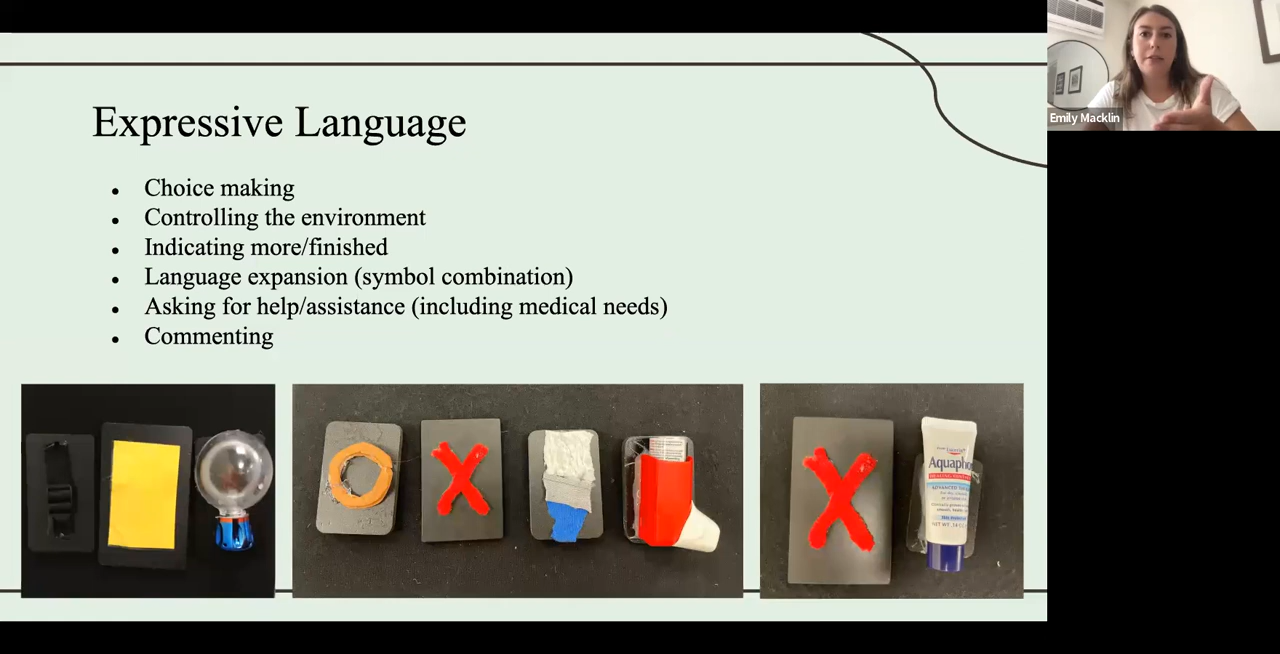 Expressive Language
Emily Macklin
Choice making
Controlling the environment
Indicating more/finished
Language expansion (symbol combination)
Asking for help/assistance (including medical needs)
Commenting
X
X